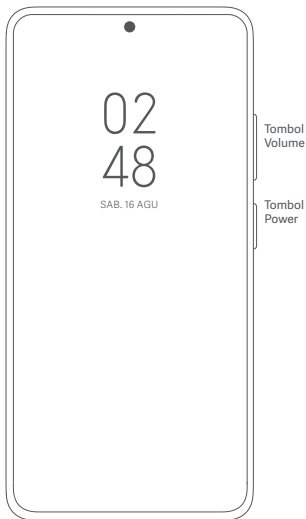 02
48
SAB. 16 AGU
Tombol
Volume
Tombol
Power